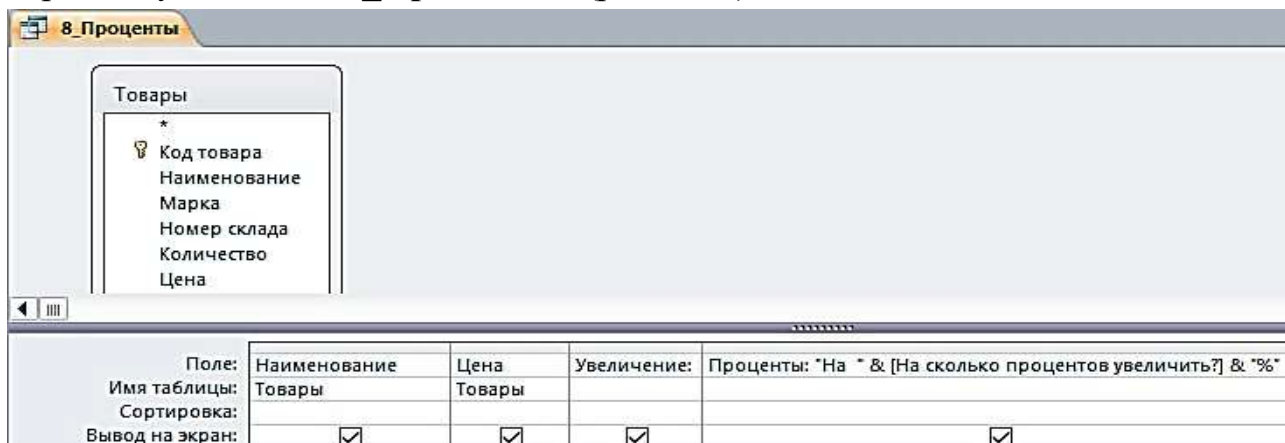 8_Проценты
Товары
*
Код товара
Наименование
Марка
Номер склада
Количество
Цена
Поле: Наименование Цена Увеличение: Проценты: "На " & [На сколько процентов увеличить?] & "%"
Имя таблицы: Товары Товары
Сортировка:
Вывод на экран: